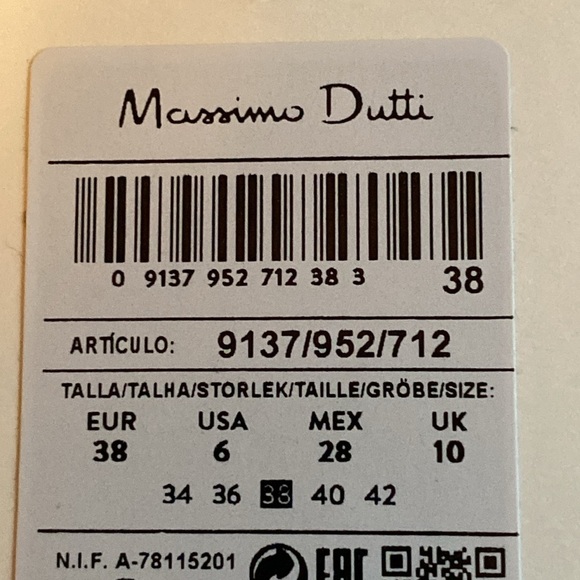 Massimo Dutti
0 9137 952 712 38 3 38
ARTÍCULO: 9137/952/712
TALLA/TALHA/STORLEK/TAILLE/GRÖBE/SIZE:
EUR USA MEX UK
38 6 28 10
34 36 38 40 42
N.I.F. A-78115201 EAC